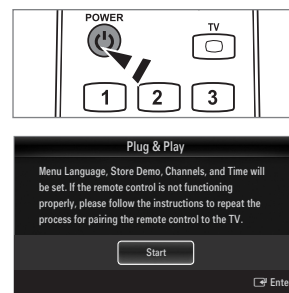 POWER
TV
1 2 3
Plug & Play
Menu Language, Store Demo, Channels, and Time will
be set. If the remote control is not functioning
properly, please follow the instructions to repeat the
process for pairing the remote control to the TV.
Start
Ente